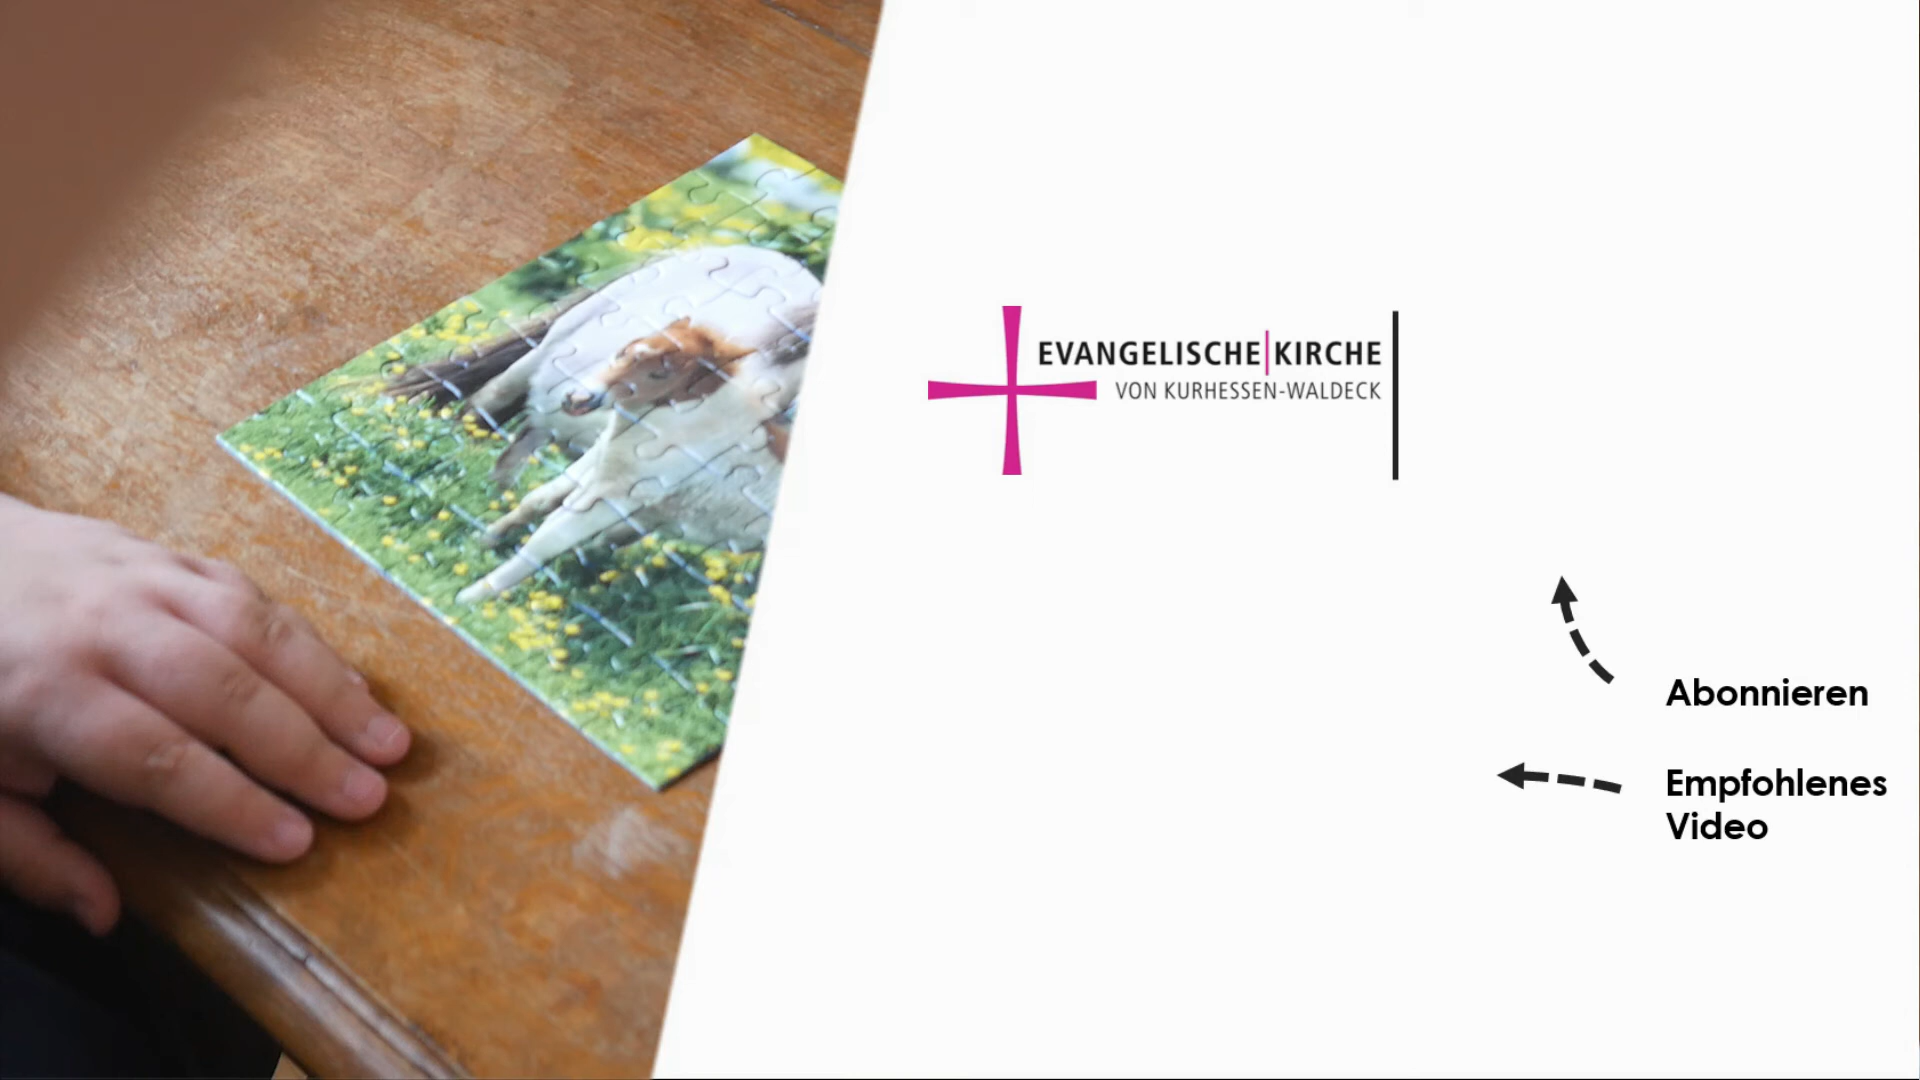 EVANGELISCHE|KIRCHE
VON KURHESSEN-WALDECK
Abonnieren
Empfohlenes
Video